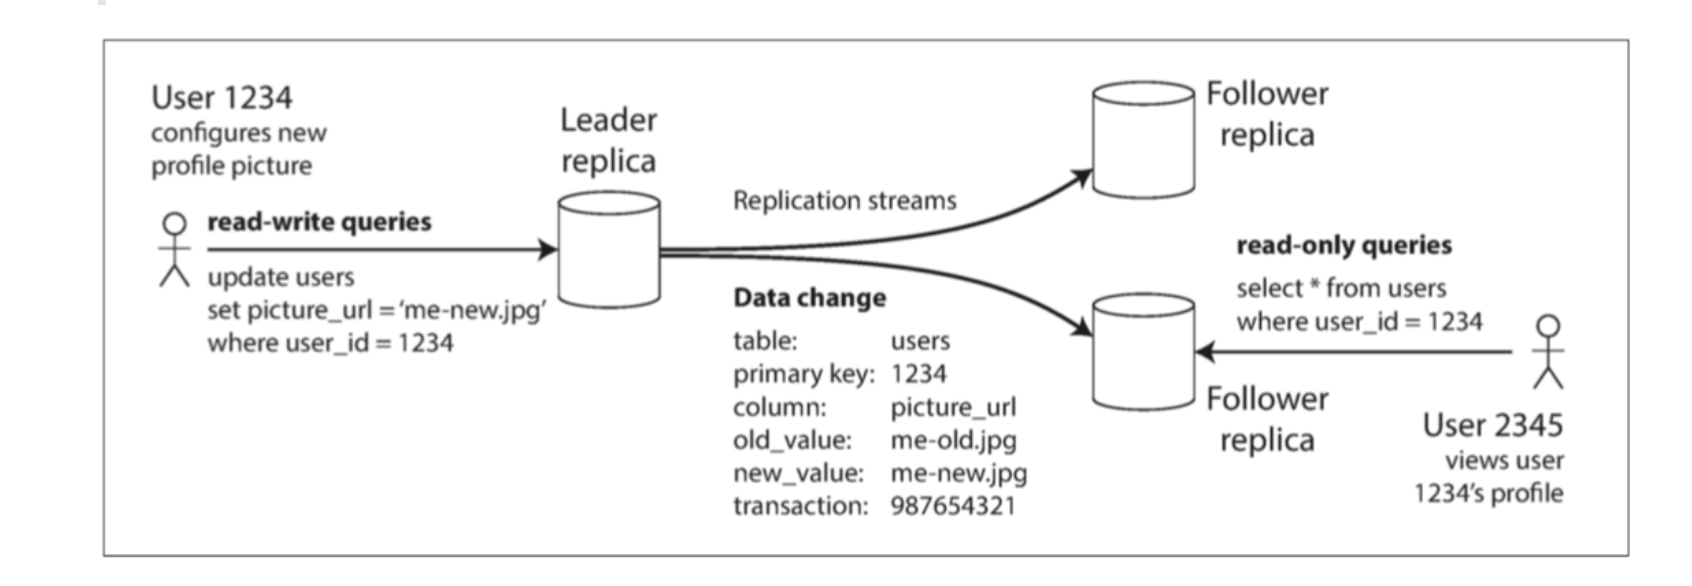 User 1234
configures new
profile picture
read-write queries
update users
set picture_url = ‘me-new.jpg’
where user_id = 1234
Leader
replica
Replication streams
Data change
table: users
primary key: 1234
column: picture_url
old_value: me-old.jpg
new_value: me-new.jpg
transaction: 987654321
Follower
replica
read-only queries
select * from users
where user_id = 1234
Follower
replica
User 2345
views user
1234’s profile